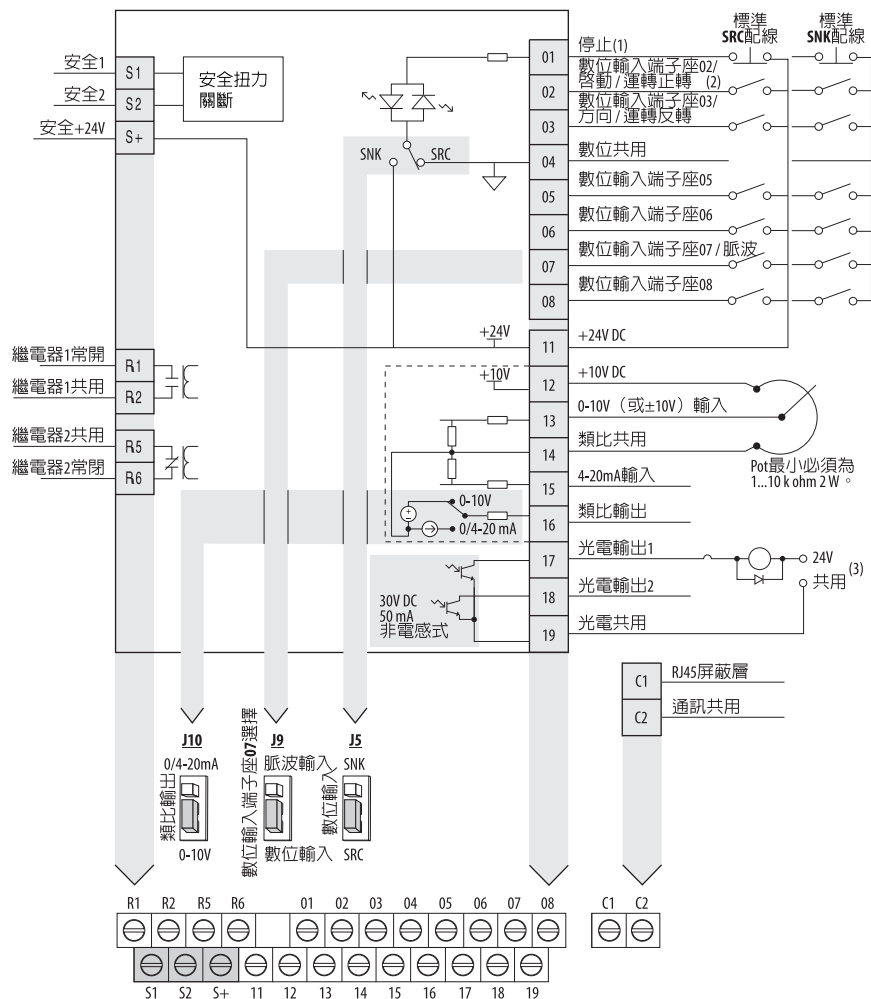 標準
SRC配線
標準
SNK配線
安全1
安全2
安全+24V
S1
S2
S+
安全扭力
關斷
SNK
SRC
01
02
03
04
05
06
07
08
停止(1)
數位輸入端子座02/
啓動/運轉正轉 (2)
數位輸入端子座03/
方向/運轉反轉
數位共用
數位輸入端子座05
數位輸入端子座06
數位輸入端子座07/脈波
數位輸入端子座08
+24V
11
+24V DC
+10V
12
+10V DC
13
0-10V（或±10V）輸入
14
類比共用
15
4-20mA輸入
16
類比輸出
17
光電輸出1
18
光電輸出2
19
光電共用
Pot最小必須為
1...10 k ohm 2 W。
24V
共用
(3)
繼電器1常開
R1
繼電器1共用
R2
繼電器2共用
R5
繼電器2常閉
R6
0-10V
0/4-20 mA
30V DC
50 mA
非電感式
C1
RJ45屏蔽層
C2
通訊共用
J10
0/4-20mA
類比輸出
0-10V
數位輸入端子座07選擇
J9
脈波輸入
數位輸入
J5
SNK
數位輸入
SRC
R1 R2 R5 R6 01 02 03 04 05 06 07 08
C1 C2
S1 S2 S+ 11 12 13 14 15 16 17 18 19